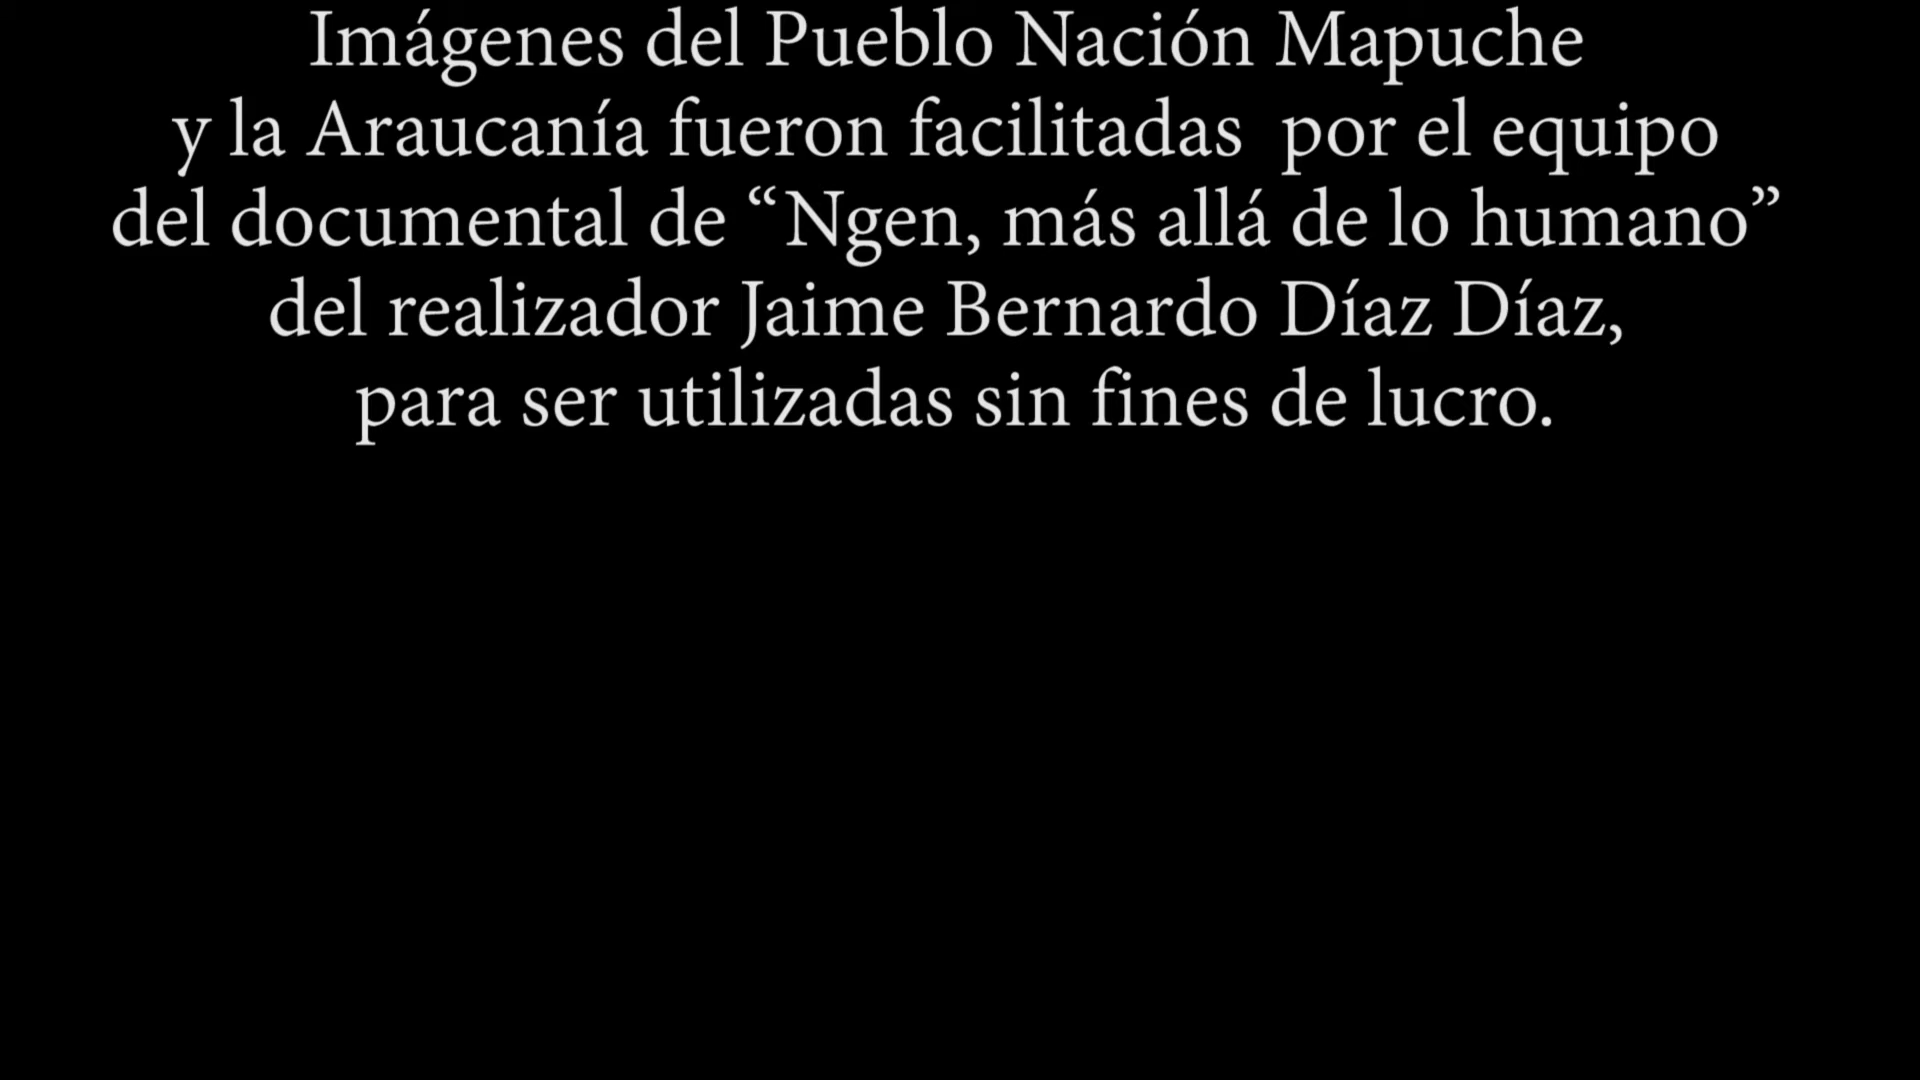 Imágenes del Pueblo Nación Mapuche
y la Araucanía fueron facilitadas  por el equipo
del documental de “Ngen, más allá de lo humano”
del realizador Jaime Bernardo Díaz Díaz,
para ser utilizadas sin fines de lucro.